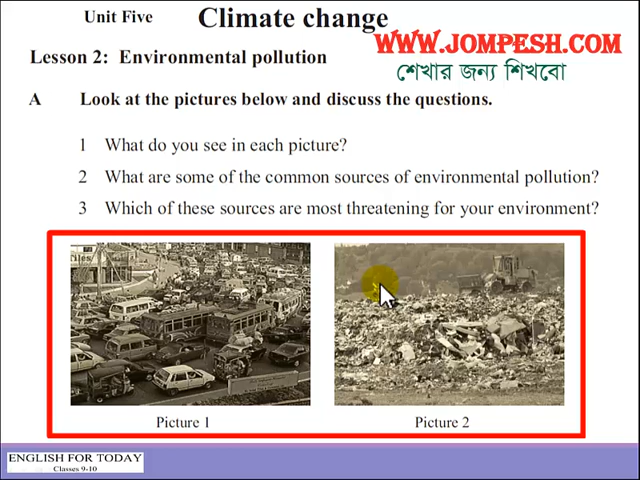 Unit Five
Climate change
WWW.JOMPESH.COM
শেখার জন্য শিখবো
Lesson 2: Environmental pollution
A Look at the pictures below and discuss the questions.
1 What do you see in each picture?
2 What are some of the common sources of environmental pollution?
3 Which of these sources are most threatening for your environment?
Picture 1
Picture 2
ENGLISH FOR TODAY
Classes 9-10